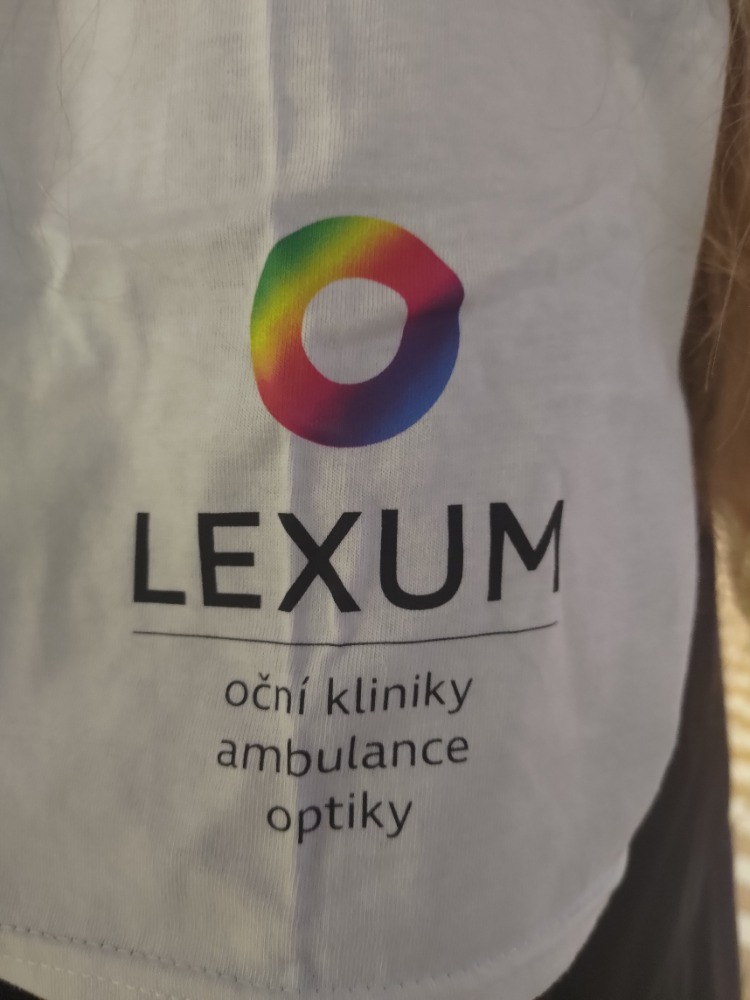 LEXUM
oční kliniky
ambulance
optiky